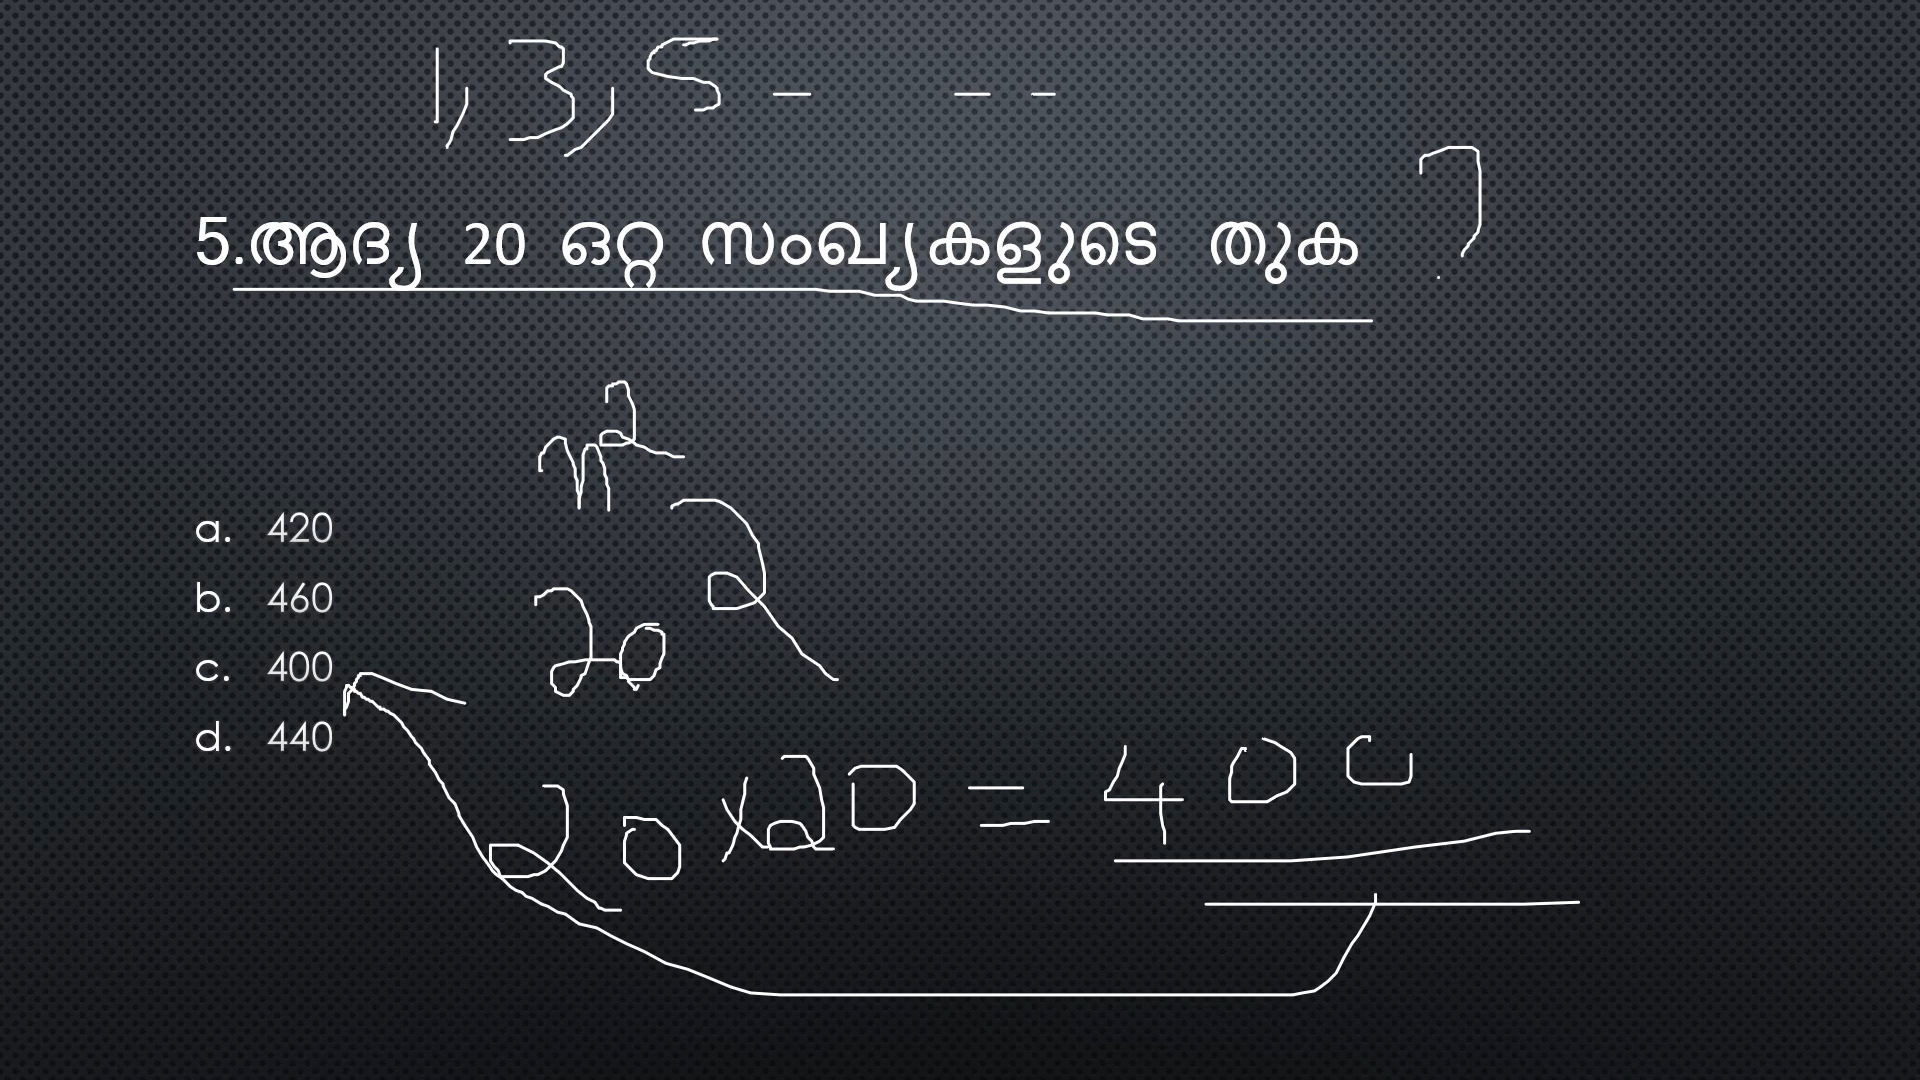 1, 3, 5 - - -
5.ആദ്യ 20 ഒറ്റ സംഖ്യകളുടെ തുക ?
n²
a. 420
20²
b. 460
c. 400
d. 440
20 x 20 = 400